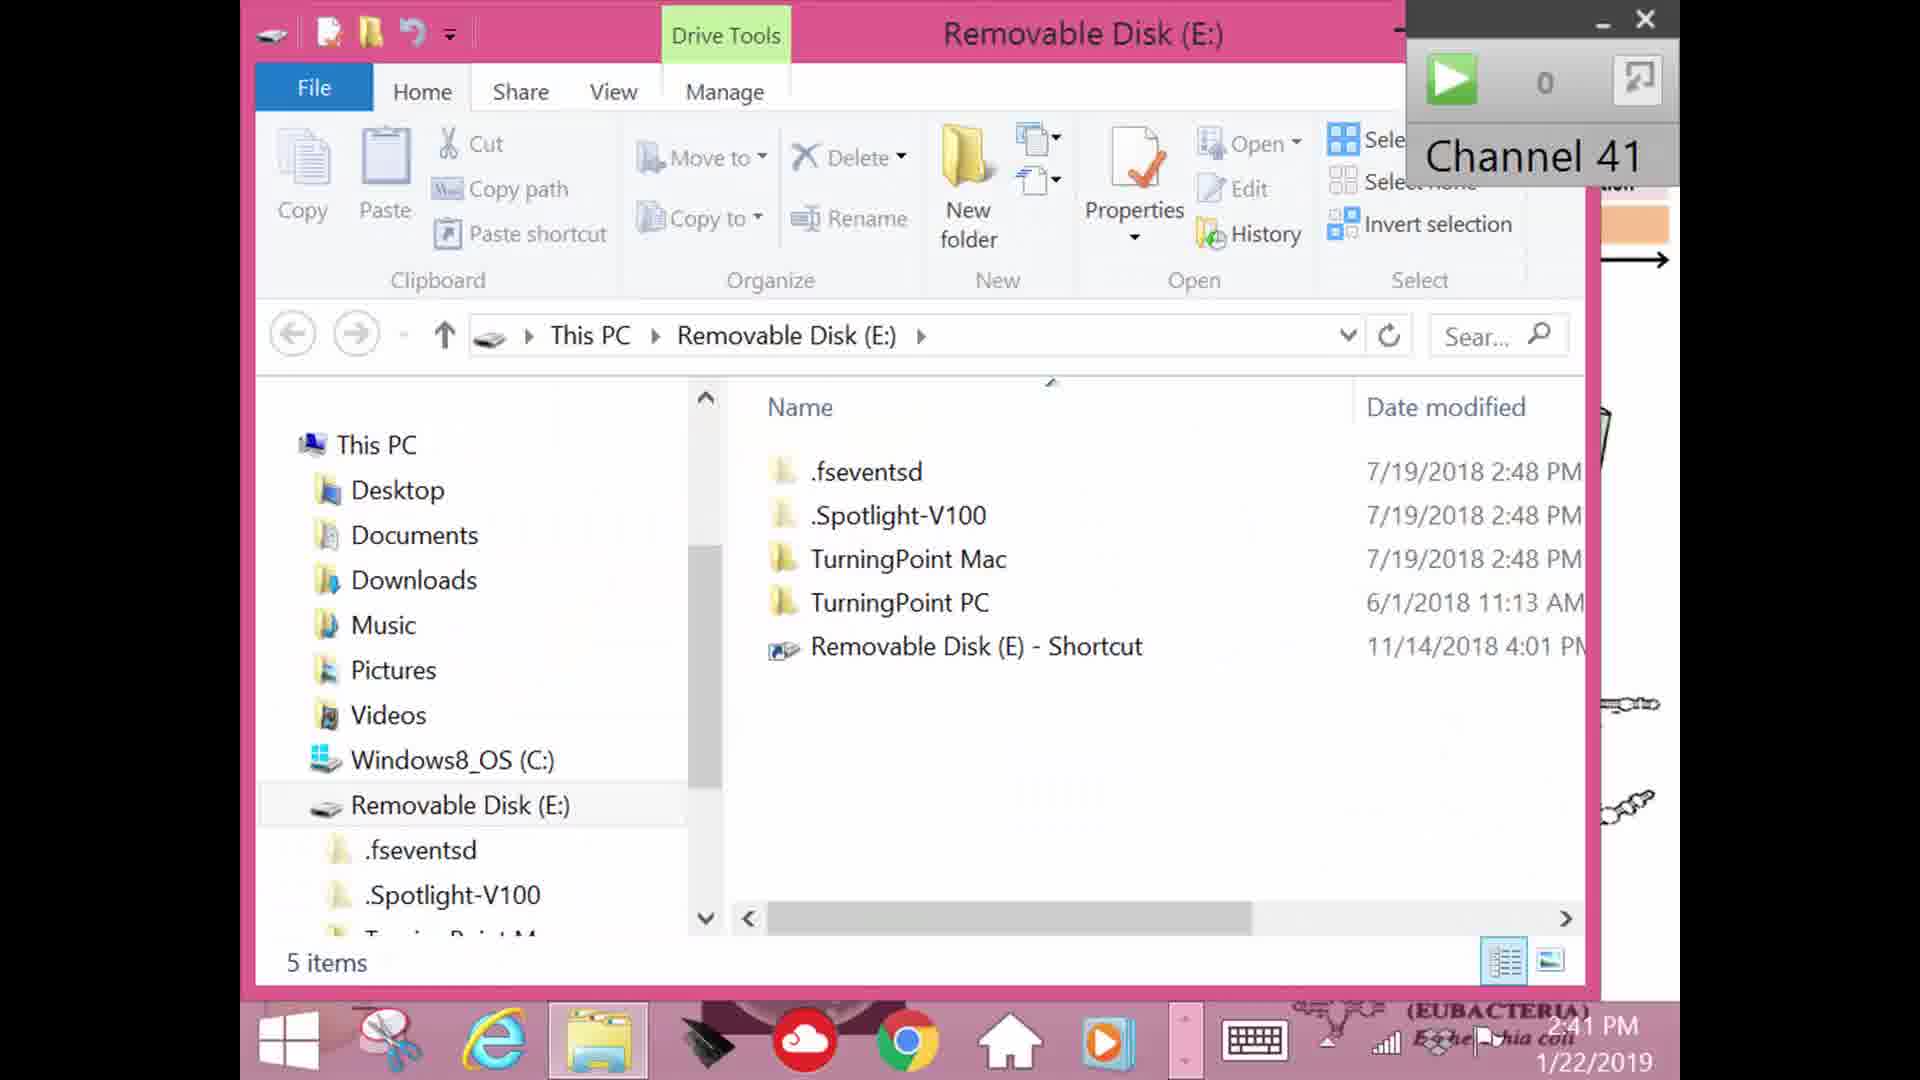 Drive Tools
Removable Disk (E:)
File
Home
Share
View
Manage
0
Channel 41
Copy
Paste
Cut
Copy path
Paste shortcut
Clipboard
Move to
Copy to
Delete
Rename
Organize
New
folder
New
Properties
Open
Edit
History
Open
Sele
Select none
Invert selection
Select
This PC
Removable Disk (E:)
Sear...
Name
Date modified
.fseventsd
7/19/2018 2:48 PM
.Spotlight-V100
7/19/2018 2:48 PM
TurningPoint Mac
7/19/2018 2:48 PM
TurningPoint PC
6/1/2018 11:13 AM
Removable Disk (E) - Shortcut
11/14/2018 4:01 PM
This PC
Desktop
Documents
Downloads
Music
Pictures
Videos
Windows8_OS (C:)
Removable Disk (E:)
.fseventsd
.Spotlight-V100
TurningPoint M
5 items
(EUBACTERIA)
Escherichia coli
2:41 PM
1/22/2019